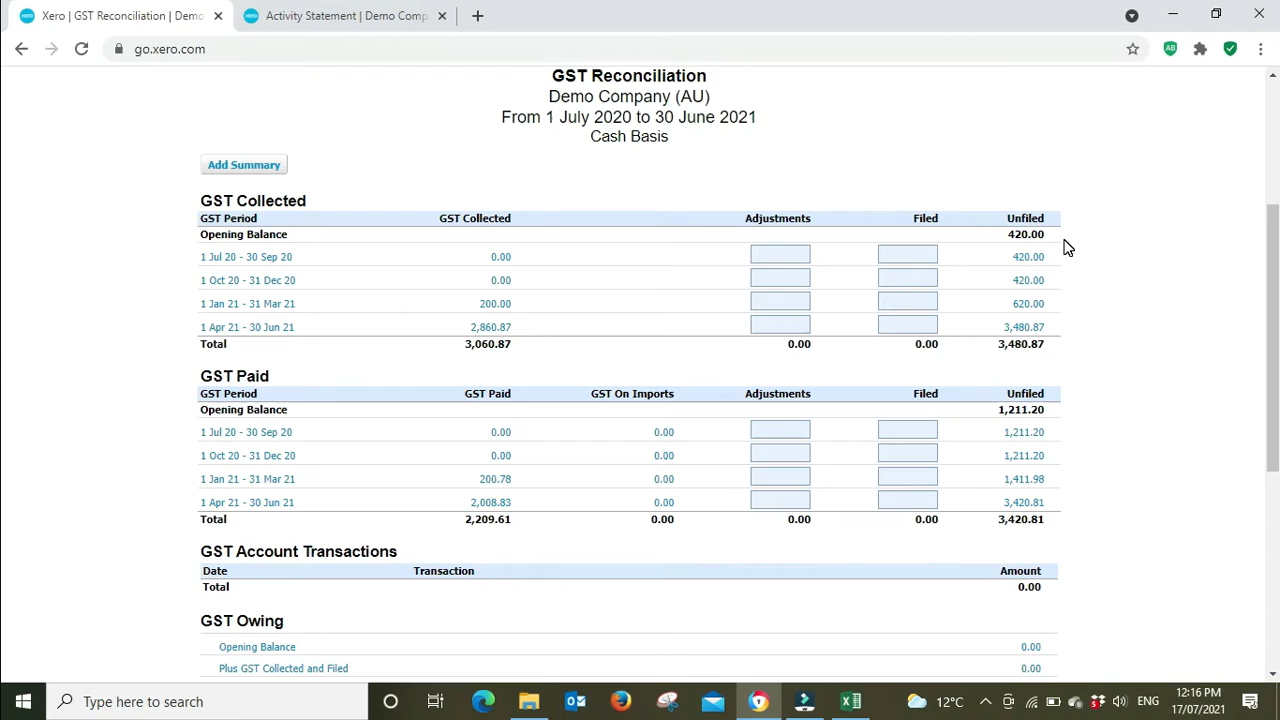 Xero | GST Reconciliation | Demo
Activity Statement | Demo Comp
go.xero.com
AB
GST Reconciliation
Demo Company (AU)
From 1 July 2020 to 30 June 2021
Cash Basis
Add Summary
GST Collected
GST Period GST Collected Adjustments Filed Unfiled
Opening Balance 420.00
1 Jul 20 - 30 Sep 20 0.00 420.00
1 Oct 20 - 31 Dec 20 0.00 420.00
1 Jan 21 - 31 Mar 21 200.00 620.00
1 Apr 21 - 30 Jun 21 2,860.87 3,480.87
Total 3,060.87 0.00 0.00 3,480.87
GST Paid
GST Period GST Paid GST On Imports Adjustments Filed Unfiled
Opening Balance 1,211.20
1 Jul 20 - 30 Sep 20 0.00 0.00 1,211.20
1 Oct 20 - 31 Dec 20 0.00 0.00 1,211.20
1 Jan 21 - 31 Mar 21 200.78 0.00 1,411.98
1 Apr 21 - 30 Jun 21 2,008.83 0.00 3,420.81
Total 2,209.61 0.00 0.00 0.00 3,420.81
GST Account Transactions
Date Transaction Amount
Total 0.00
GST Owing
Opening Balance 0.00
Plus GST Collected and Filed 0.00
Type here to search
12°C
ENG
12:16 PM
17/07/2021